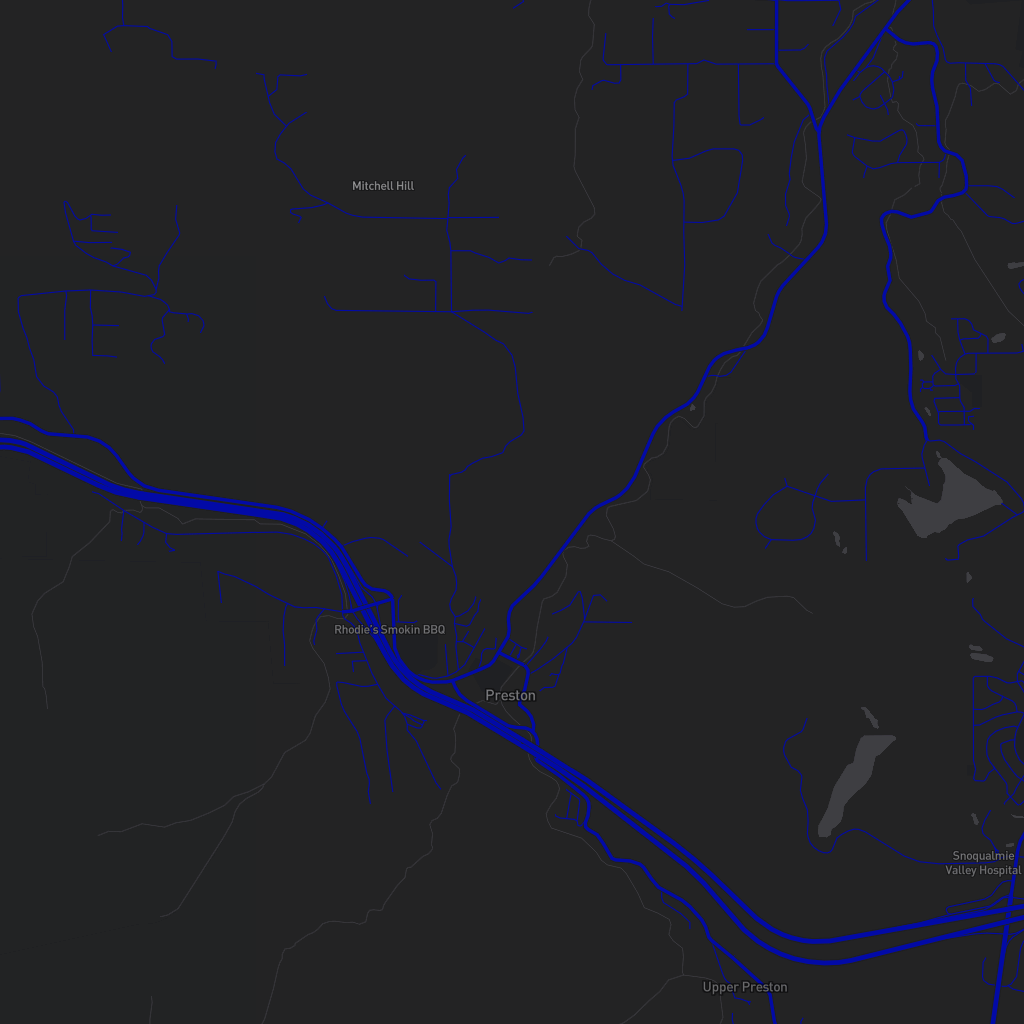 Mitchell Hill
Rhodie's Smokin BBQ
Preston
Snoqualmie
Valley Hospital
Upper Preston